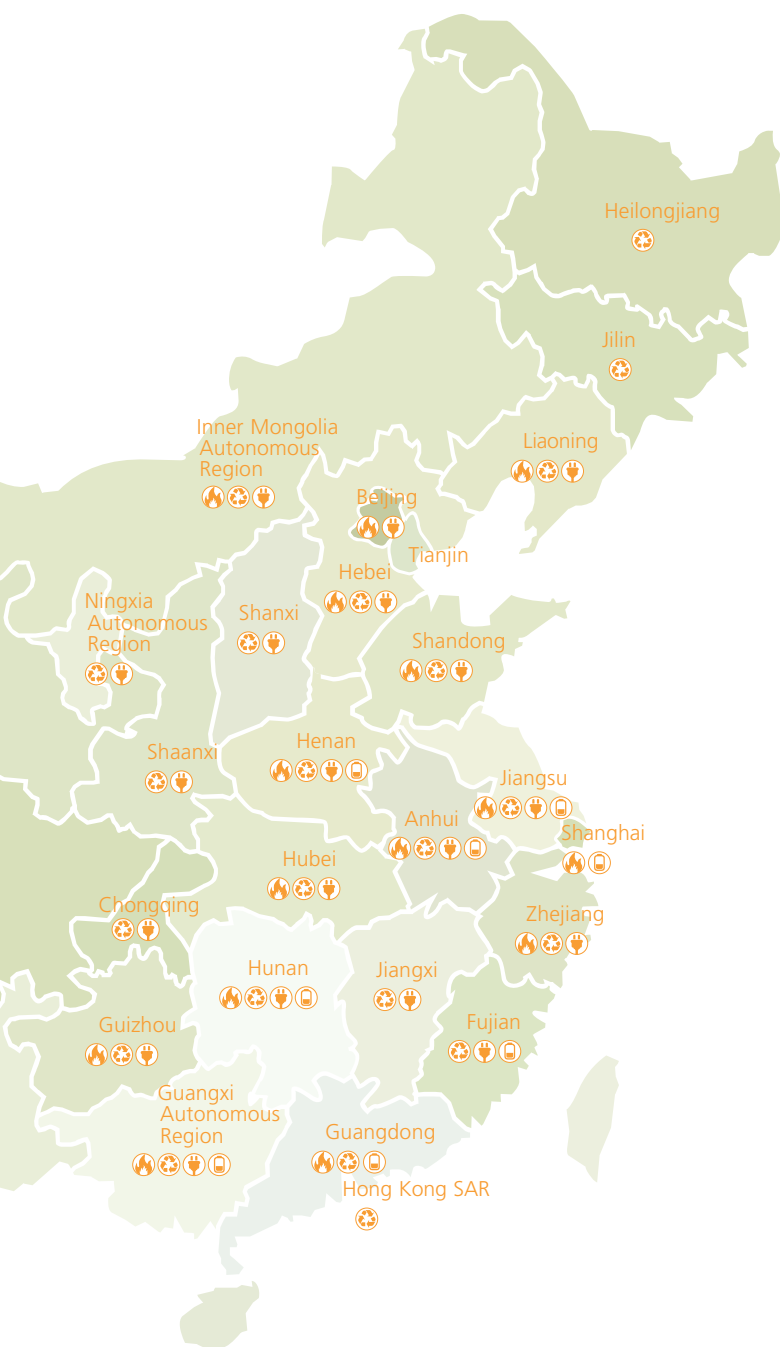 Heilongjiang
Jilin
Inner Mongolia
Autonomous
Region
Liaoning
Beijing
Tianjin
Hebei
Ningxia
Autonomous
Region
Shanxi
Shandong
Henan
Shaanxi
Jiangsu
Anhui
Shanghai
Hubei
Chongqing
Zhejiang
Hunan
Jiangxi
Guizhou
Fujian
Guangxi
Autonomous
Region
Guangdong
Hong Kong SAR